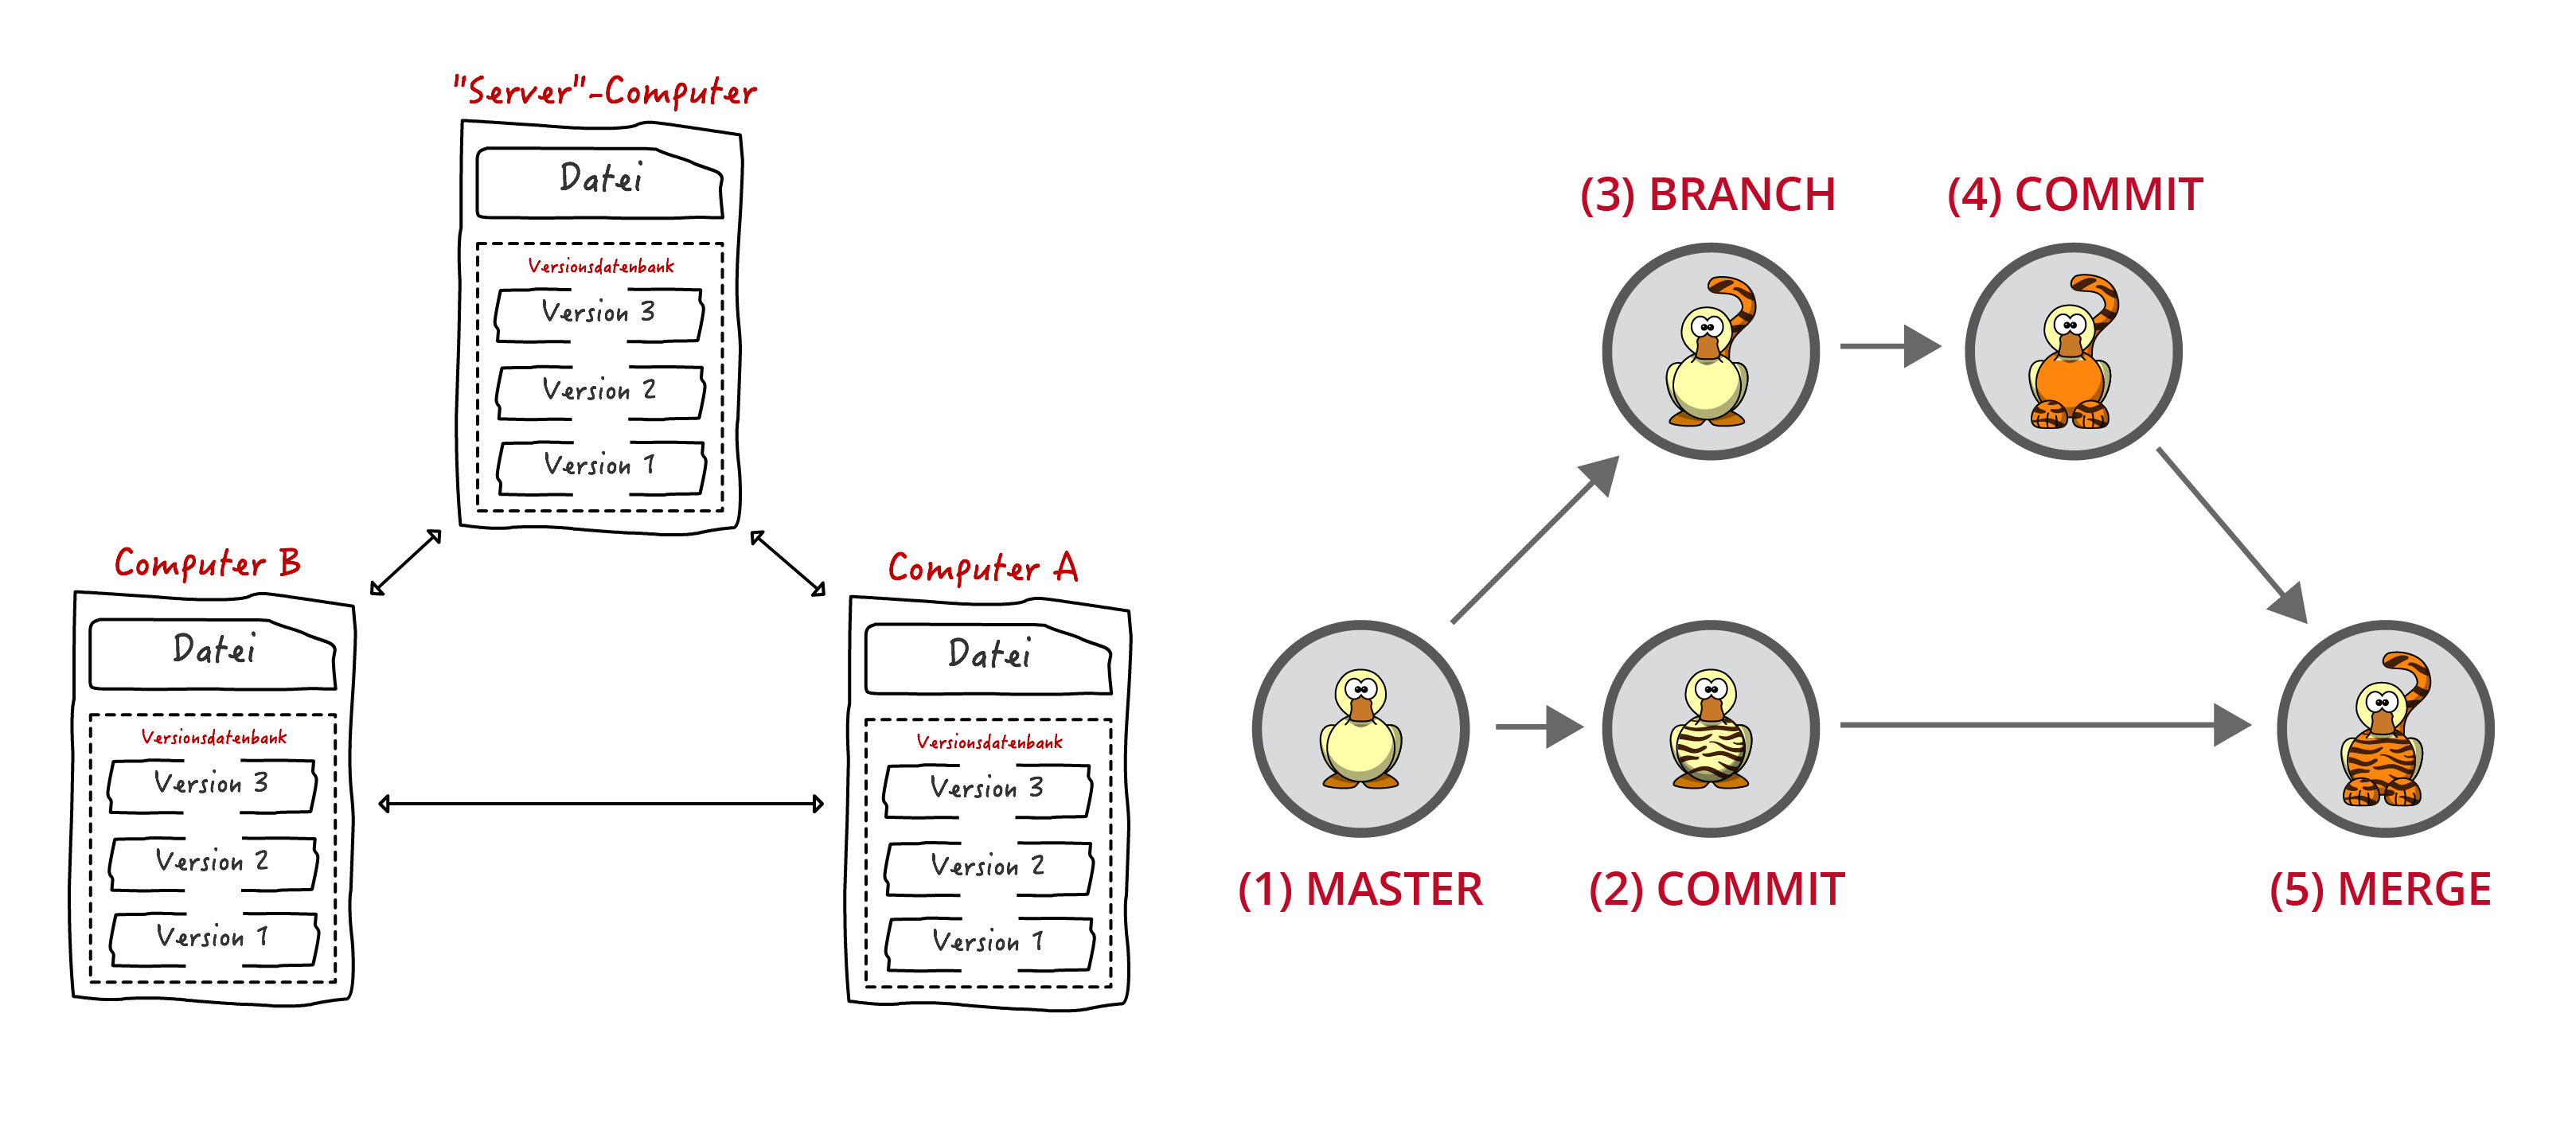 "Server"-Computer
Datei
Versionsdatenbank
Version 3
Version 2
Version 1
Computer B
Datei
Versionsdatenbank
Version 3
Version 2
Version 1
Computer A
Datei
Versionsdatenbank
Version 3
Version 2
Version 1
(3) BRANCH
(4) COMMIT
(1) MASTER
(2) COMMIT
(5) MERGE